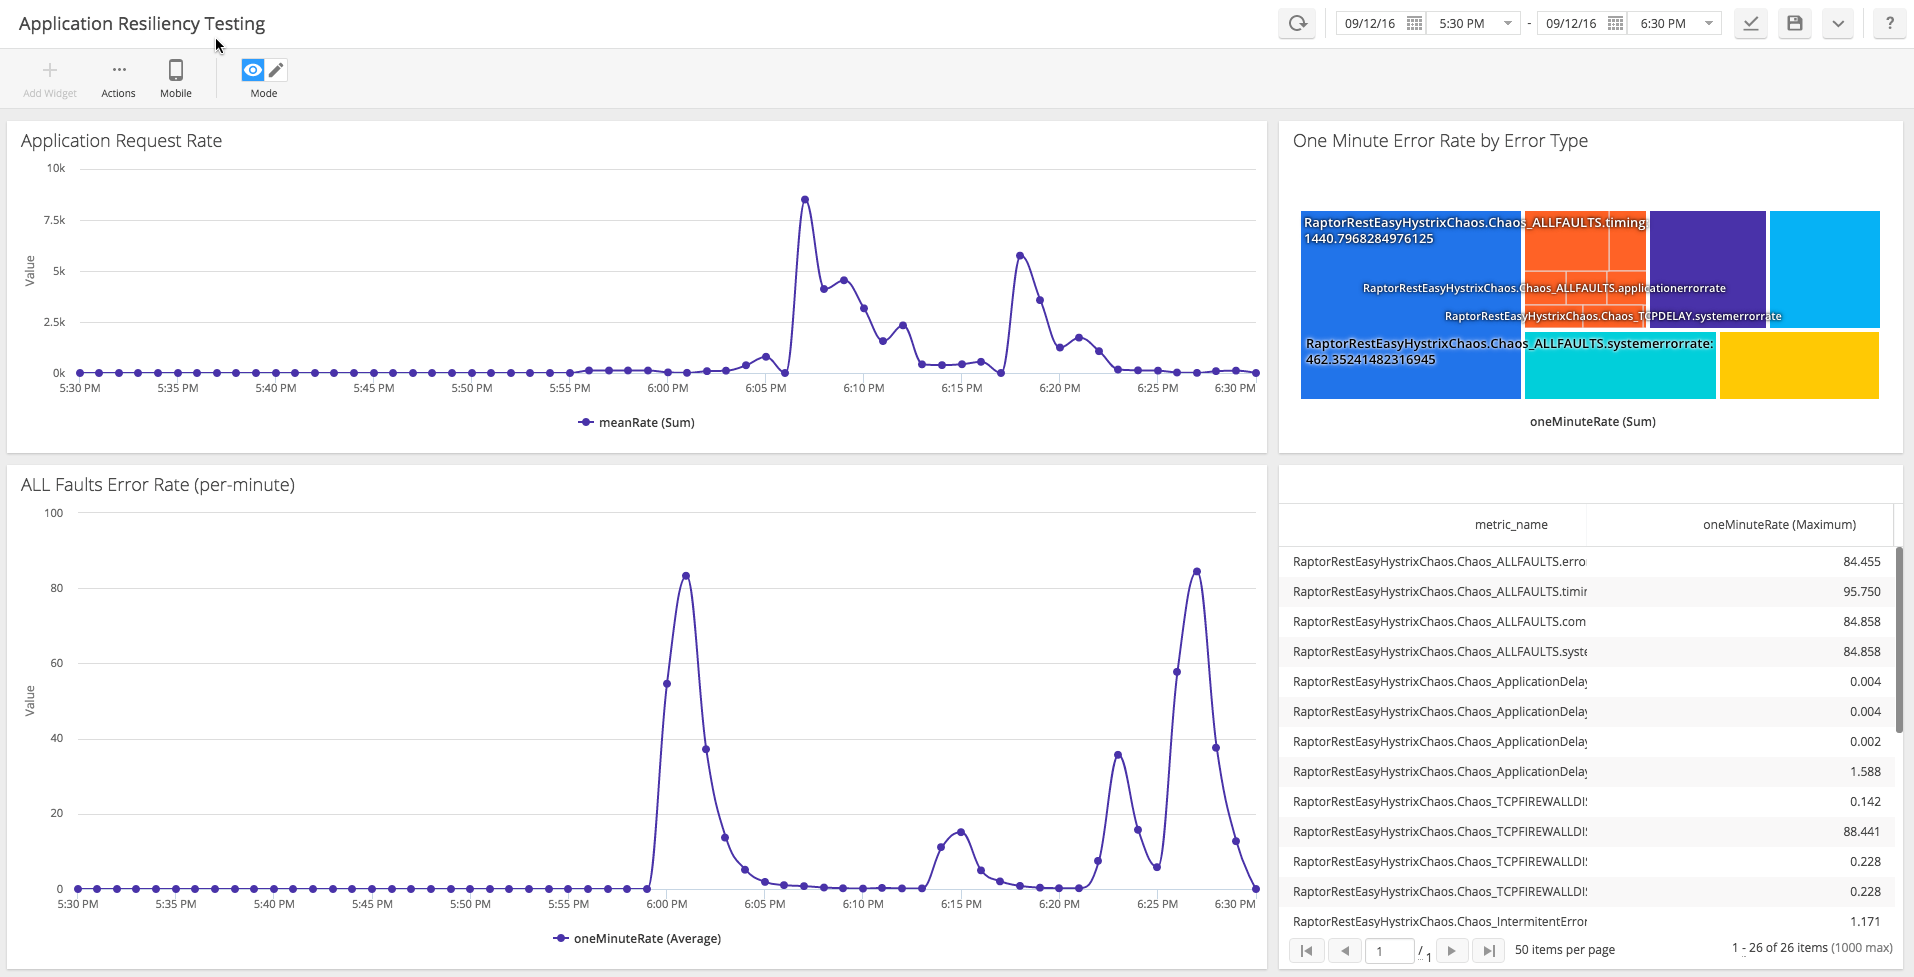 Application Resiliency Testing
09/12/16 5:30 PM - 09/12/16 6:30 PM ?
Add Widget Actions Mobile Mode
Application Request Rate
10k
7.5k
5k
2.5k
0k
Value
5:30 PM 5:35 PM 5:40 PM 5:45 PM 5:50 PM 5:55 PM 6:00 PM 6:05 PM 6:10 PM 6:15 PM 6:20 PM 6:25 PM 6:30 PM
meanRate (Sum)
One Minute Error Rate by Error Type
RaptorRestEasyHystrixChaos.Chaos_ALLFAULTS.timing:
1440.7968284976125
RaptorRestEasyHystrixChaos.Chaos_ALLFAULTS.applicationerrorrate
RaptorRestEasyHystrixChaos.Chaos_TCPDELAY.systemerrorrate
RaptorRestEasyHystrixChaos.Chaos_ALLFAULTS.systemerrorrate:
462.35241482316945
oneMinuteRate (Sum)
ALL Faults Error Rate (per-minute)
100
80
60
40
20
0
Value
5:30 PM 5:35 PM 5:40 PM 5:45 PM 5:50 PM 5:55 PM 6:00 PM 6:05 PM 6:10 PM 6:15 PM 6:20 PM 6:25 PM 6:30 PM
oneMinuteRate (Average)
metric_name oneMinuteRate (Maximum)
RaptorRestEasyHystrixChaos.Chaos_ALLFAULTS.erro 84.455
RaptorRestEasyHystrixChaos.Chaos_ALLFAULTS.timin 95.750
RaptorRestEasyHystrixChaos.Chaos_ALLFAULTS.com 84.858
RaptorRestEasyHystrixChaos.Chaos_ALLFAULTS.syste 84.858
RaptorRestEasyHystrixChaos.Chaos_ApplicationDelay 0.004
RaptorRestEasyHystrixChaos.Chaos_ApplicationDelay 0.004
RaptorRestEasyHystrixChaos.Chaos_ApplicationDelay 0.002
RaptorRestEasyHystrixChaos.Chaos_ApplicationDelay 1.588
RaptorRestEasyHystrixChaos.Chaos_TCPFIREWALLDIS 0.142
RaptorRestEasyHystrixChaos.Chaos_TCPFIREWALLDIS 88.441
RaptorRestEasyHystrixChaos.Chaos_TCPFIREWALLDIS 0.228
RaptorRestEasyHystrixChaos.Chaos_TCPFIREWALLDIS 0.228
RaptorRestEasyHystrixChaos.Chaos_IntermitentError 1.171
1 / 1 50 items per page 1 - 26 of 26 items (1000 max)